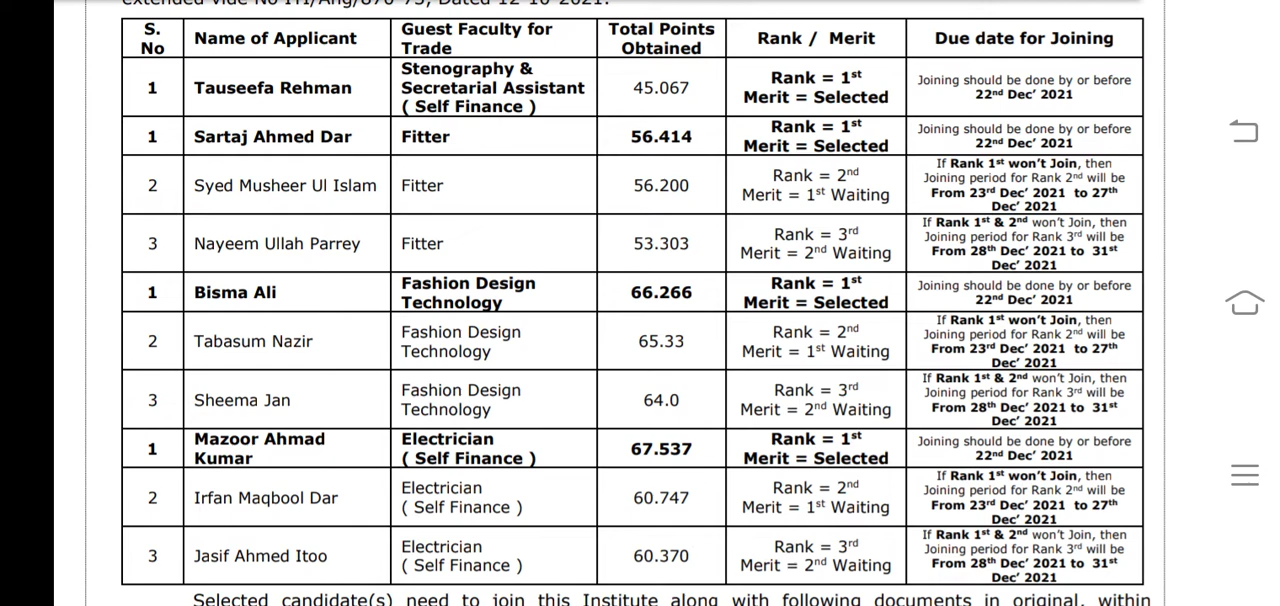 extended vide No ITI/Ang/870-75, Dated 12-10-2021.
S. No Name of Applicant Guest Faculty for Trade Total Points Obtained Rank / Merit Due date for Joining
1 Tauseefa Rehman Stenography & Secretarial Assistant ( Self Finance ) 45.067 Rank = 1st Merit = Selected Joining should be done by or before 22nd Dec' 2021
1 Sartaj Ahmed Dar Fitter 56.414 Rank = 1st Merit = Selected Joining should be done by or before 22nd Dec' 2021
2 Syed Musheer Ul Islam Fitter 56.200 Rank = 2nd Merit = 1st Waiting If Rank 1st won't Join, then Joining period for Rank 2nd will be From 23rd Dec' 2021 to 27th Dec' 2021
3 Nayeem Ullah Parrey Fitter 53.303 Rank = 3rd Merit = 2nd Waiting If Rank 1st & 2nd won't Join, then Joining period for Rank 3rd will be From 28th Dec' 2021 to 31st Dec' 2021
1 Bisma Ali Fashion Design Technology 66.266 Rank = 1st Merit = Selected Joining should be done by or before 22nd Dec' 2021
2 Tabasum Nazir Fashion Design Technology 65.33 Rank = 2nd Merit = 1st Waiting If Rank 1st won't Join, then Joining period for Rank 2nd will be From 23rd Dec' 2021 to 27th Dec' 2021
3 Sheema Jan Fashion Design Technology 64.0 Rank = 3rd Merit = 2nd Waiting If Rank 1st & 2nd won't Join, then Joining period for Rank 3rd will be From 28th Dec' 2021 to 31st Dec' 2021
1 Mazoor Ahmad Kumar Electrician ( Self Finance ) 67.537 Rank = 1st Merit = Selected Joining should be done by or before 22nd Dec' 2021
2 Irfan Maqbool Dar Electrician ( Self Finance ) 60.747 Rank = 2nd Merit = 1st Waiting If Rank 1st won't Join, then Joining period for Rank 2nd will be From 23rd Dec' 2021 to 27th Dec' 2021
3 Jasif Ahmed Itoo Electrician ( Self Finance ) 60.370 Rank = 3rd Merit = 2nd Waiting If Rank 1st & 2nd won't Join, then Joining period for Rank 3rd will be From 28th Dec' 2021 to 31st Dec' 2021
Selected candidate(s) need to join this Institute along with following documents in original, within